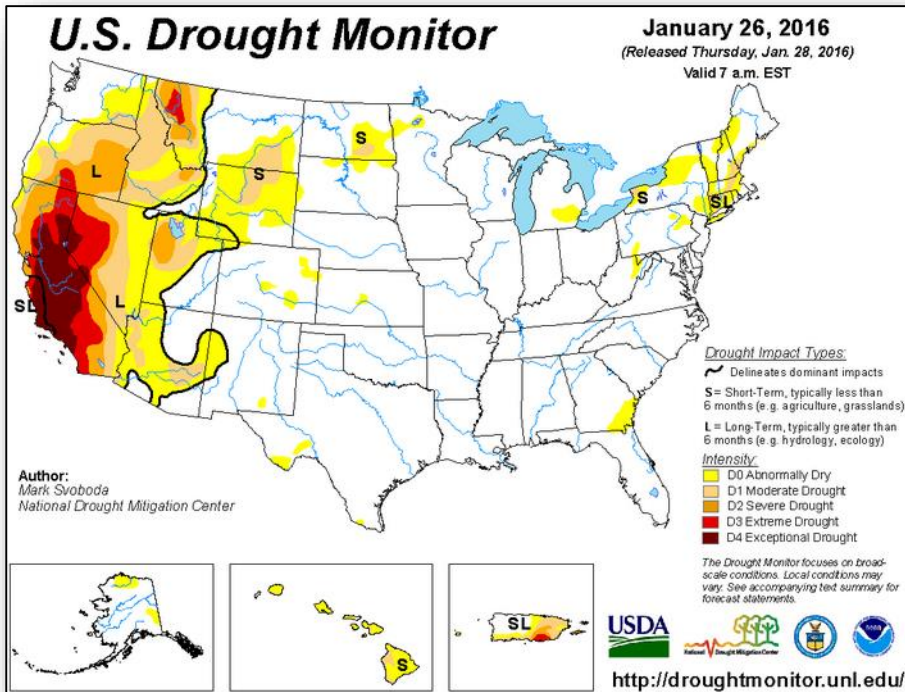 U.S. Drought Monitor
January 26, 2016
(Released Thursday, Jan. 28, 2016)
Valid 7 a.m. EST
S
L
S
S
S
SL
SL
L
Drought Impact Types:
Delineates dominant impacts
S = Short-Term, typically less than
6 months (e.g. agriculture, grasslands)
L = Long-Term, typically greater than
6 months (e.g. hydrology, ecology)
Intensity:
D0 Abnormally Dry
D1 Moderate Drought
D2 Severe Drought
D3 Extreme Drought
D4 Exceptional Drought
Author:
Mark Svoboda
National Drought Mitigation Center
The Drought Monitor focuses on broad-
scale conditions. Local conditions may
vary. See accompanying text summary for
forecast statements.
S
SL
USDA
National Drought Mitigation Center
http://droughtmonitor.unl.edu/